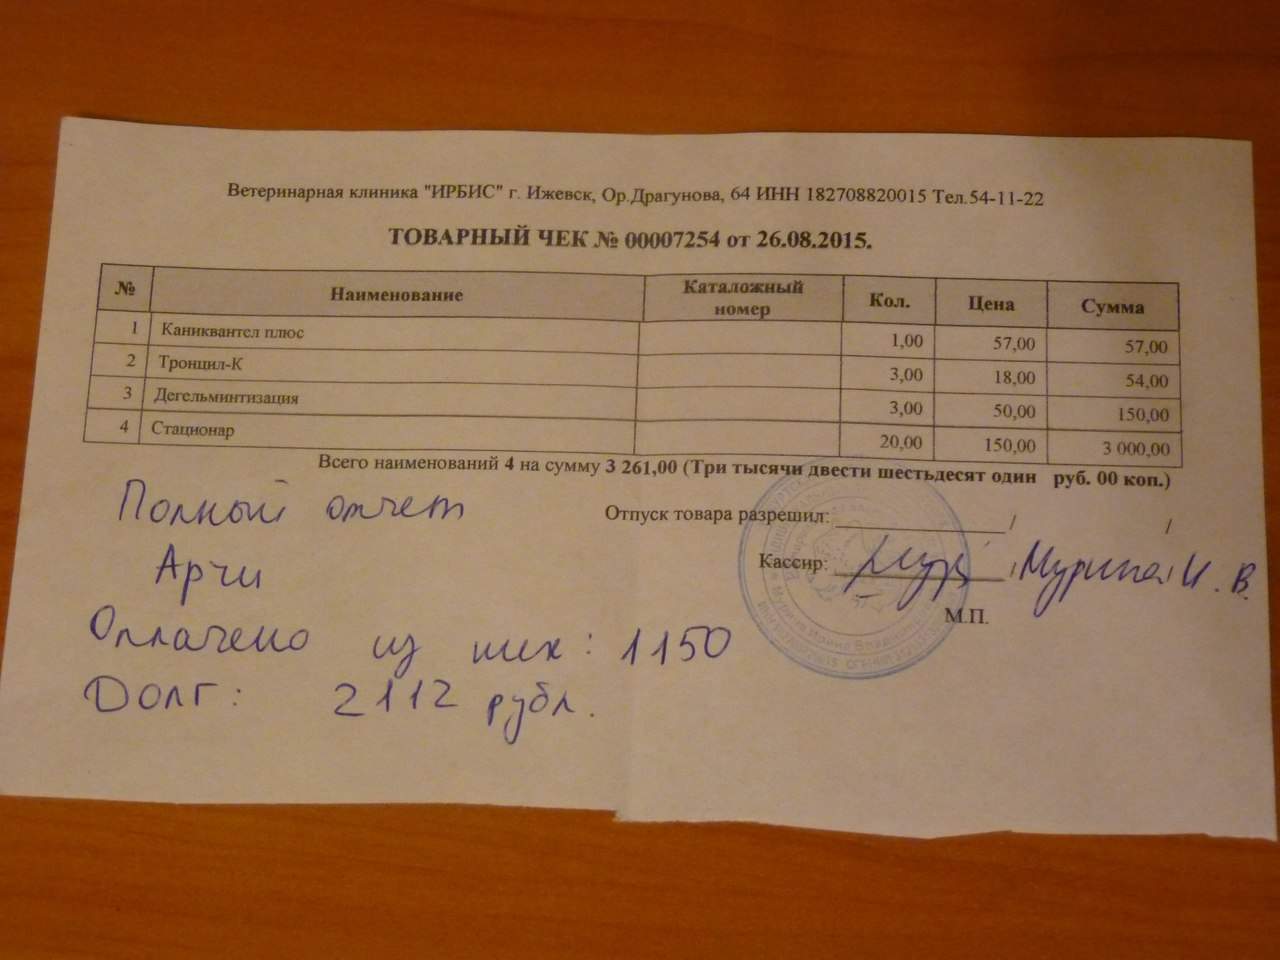 Ветеринарная клиника "ИРБИС" г. Ижевск, Ор.Драгунова, 64 ИНН 182708820015 Тел.54-11-22
ТОВАРНЫЙ ЧЕК № 00007254 от 26.08.2015.
№ Наименование Каталожный номер Кол. Цена Сумма
1 Каниквантел плюс 1,00 57,00 57,00
2 Тронцил-К 3,00 18,00 54,00
3 Дегельминтизация 3,00 50,00 150,00
4 Стационар 20,00 150,00 3 000,00
Всего наименований 4 на сумму 3 261,00 (Три тысячи двести шестьдесят один руб. 00 коп.)
Полный отчет
Отпуск товара разрешил: / /
Арчи
Кассир: / Мурина / И. В.
М.П.
Оплачено из них: 1150
Долг: 2112 рубл.